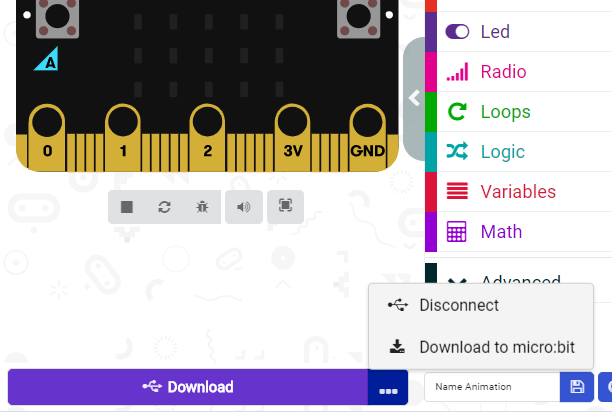 A
0 1 2 3V GND
Led
Radio
Loops
Logic
Variables
Math
Advanced
Disconnect
Download to micro:bit
Download
Name Animation